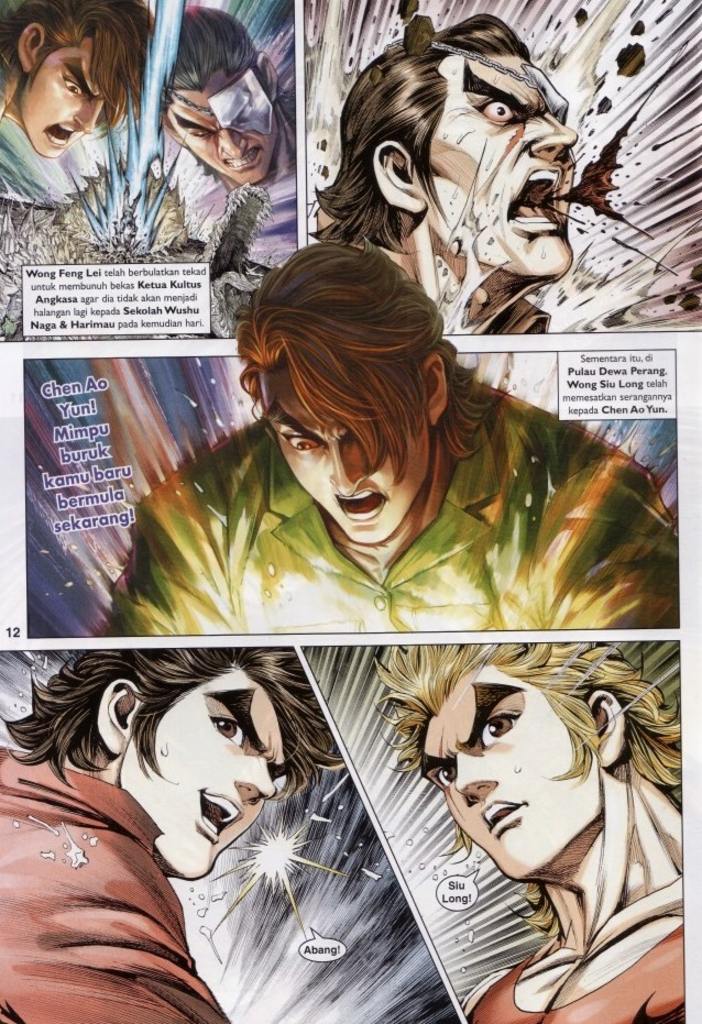 Wong Feng Lei telah berbulatkan tekad
untuk membunuh bekas Ketua Kultus
Angkasa agar dia tidak akan menjadi
halangan lagi kepada Sekolah Wushu
Naga & Harimau pada kemudian hari.
Sementara itu, di
Pulau Dewa Perang,
Wong Siu Long telah
memesatkan serangannya
kepada Chen Ao Yun.
Chen Ao
Yun!
Mimpu
buruk
kamu baru
bermula
sekarang!
12
Abang!
Siu
Long!